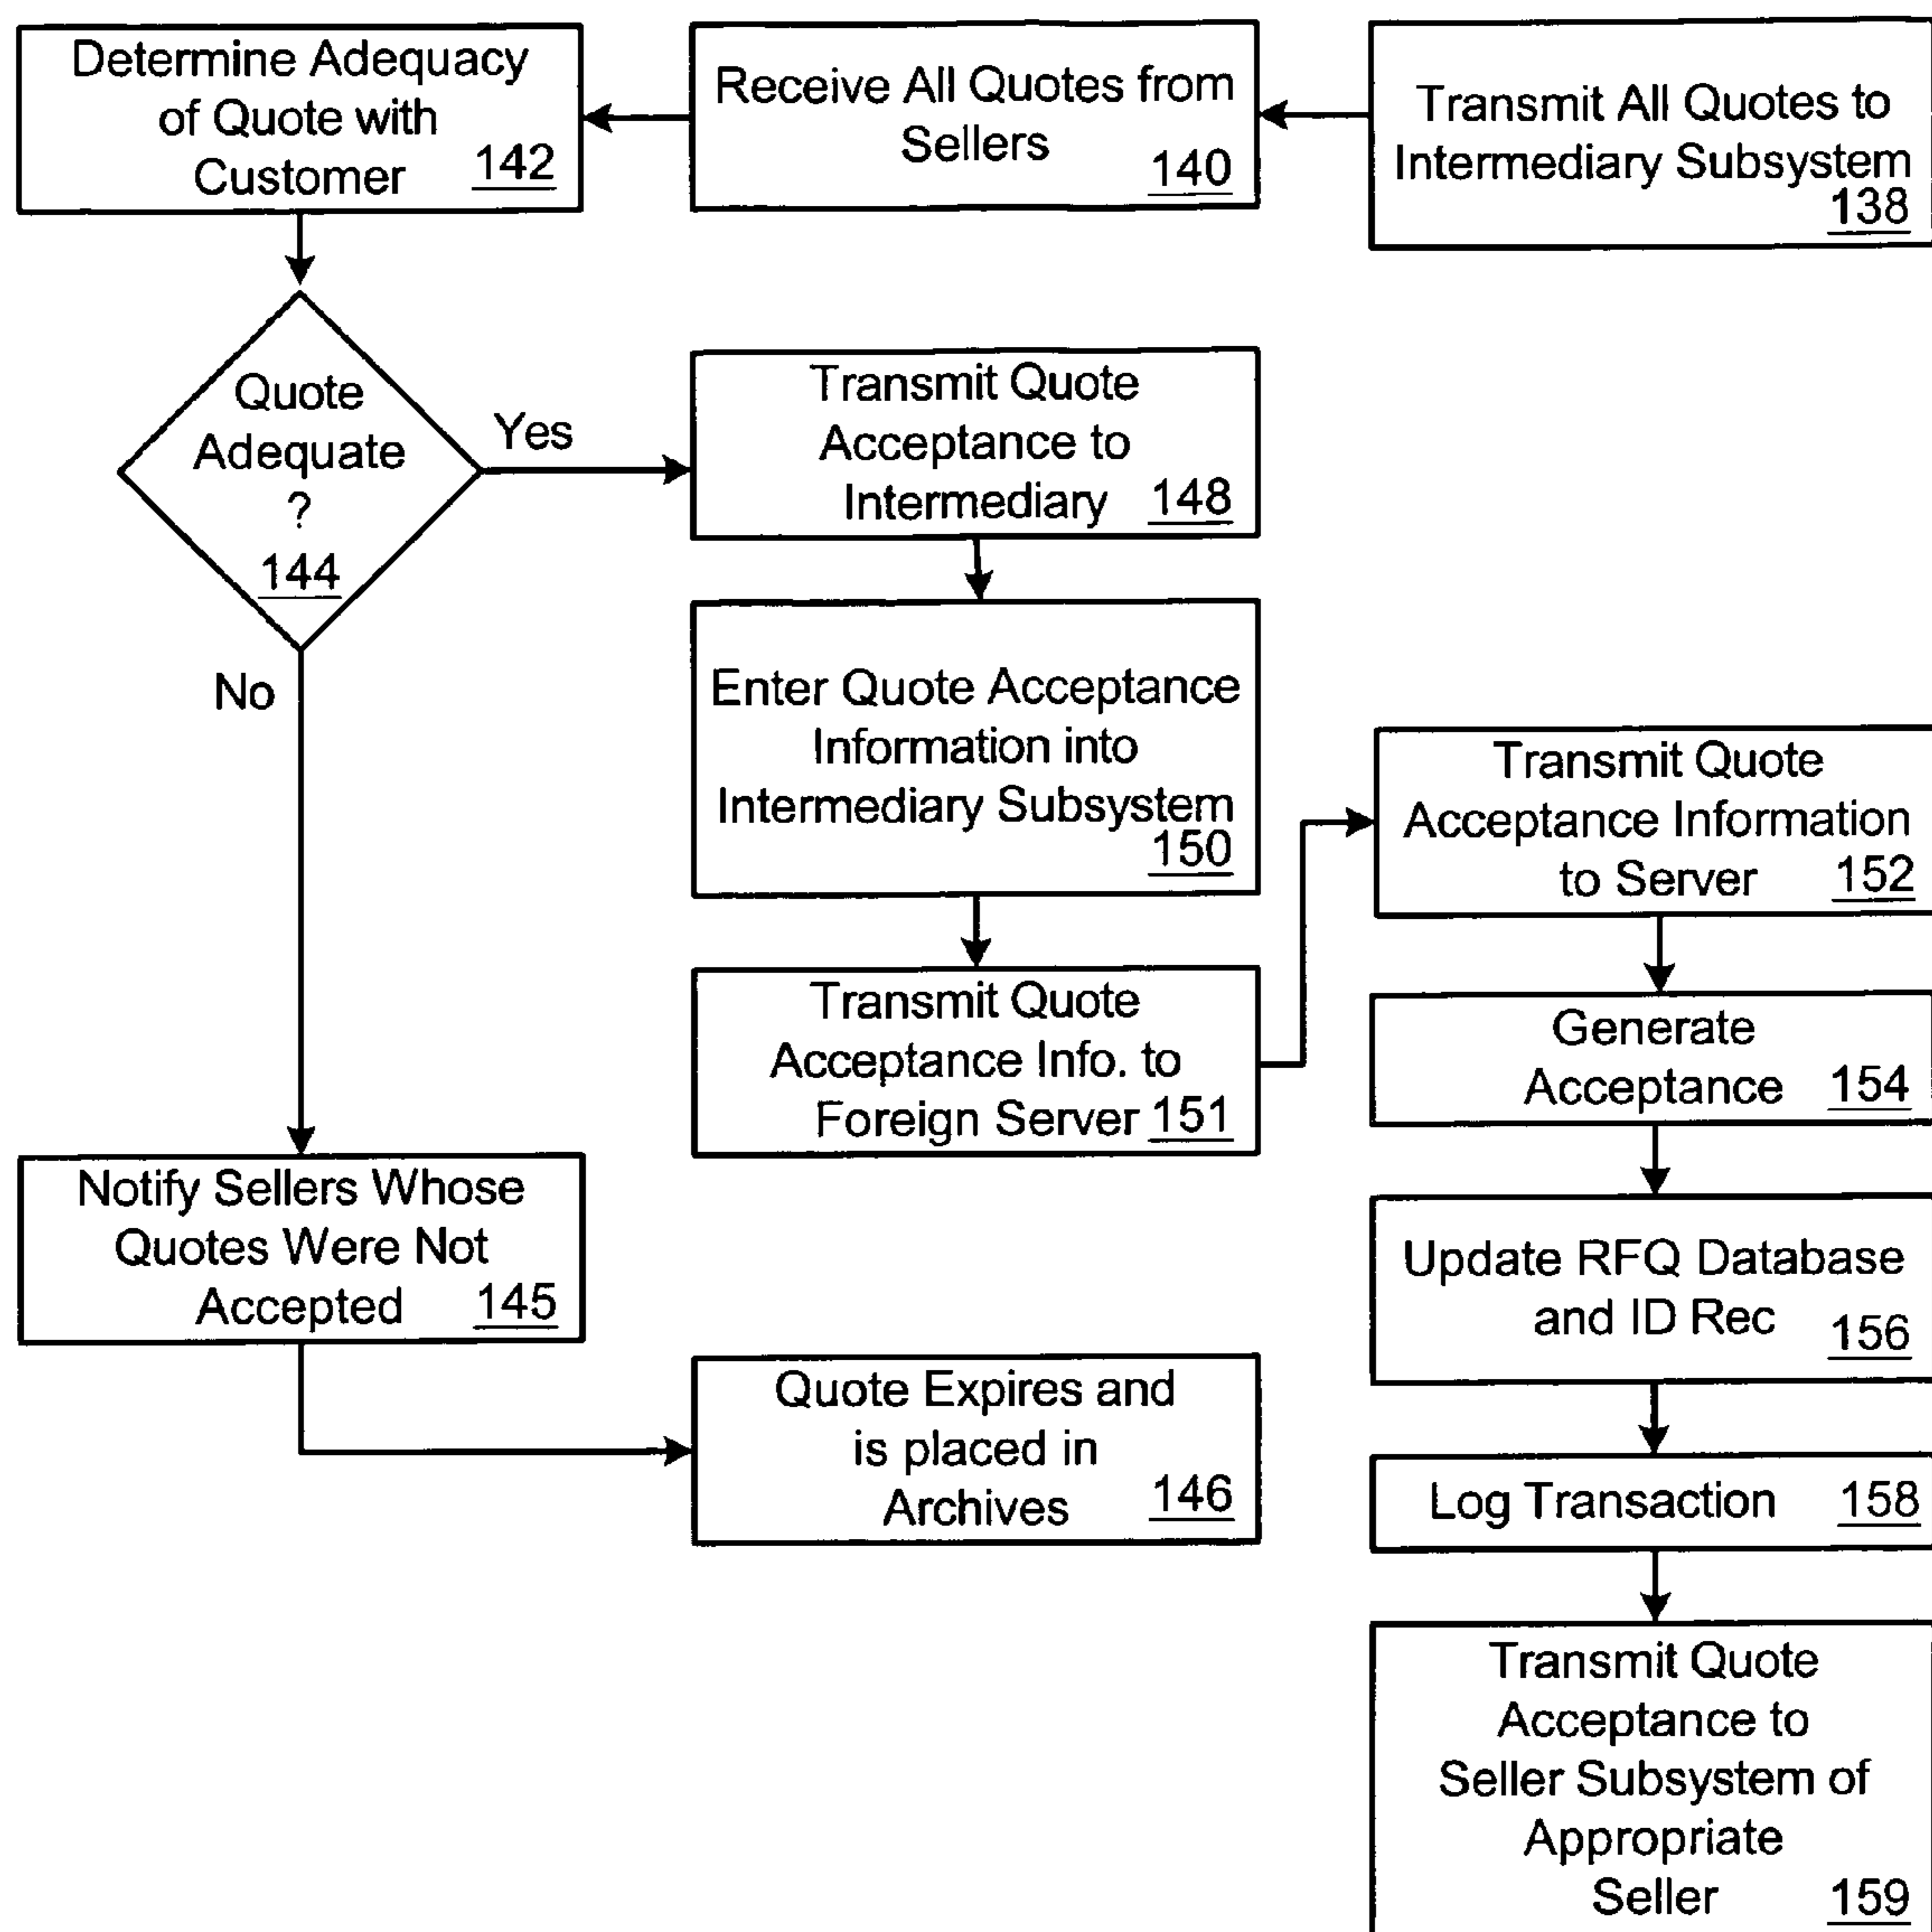 Determine Adequacy
of Quote with
Customer 142
Receive All Quotes from
Sellers 140
Transmit All Quotes to
Intermediary Subsystem
138
Quote
Adequate
?
144
Yes
No
Transmit Quote
Acceptance to
Intermediary 148
Enter Quote Acceptance
Information into
Intermediary Subsystem
150
Transmit Quote
Acceptance Info. to
Foreign Server 151
Transmit Quote
Acceptance Information
to Server 152
Generate
Acceptance 154
Update RFQ Database
and ID Rec 156
Log Transaction 158
Transmit Quote
Acceptance to
Seller Subsystem of
Appropriate
Seller 159
Notify Sellers Whose
Quotes Were Not
Accepted 145
Quote Expires and
is placed in
Archives 146